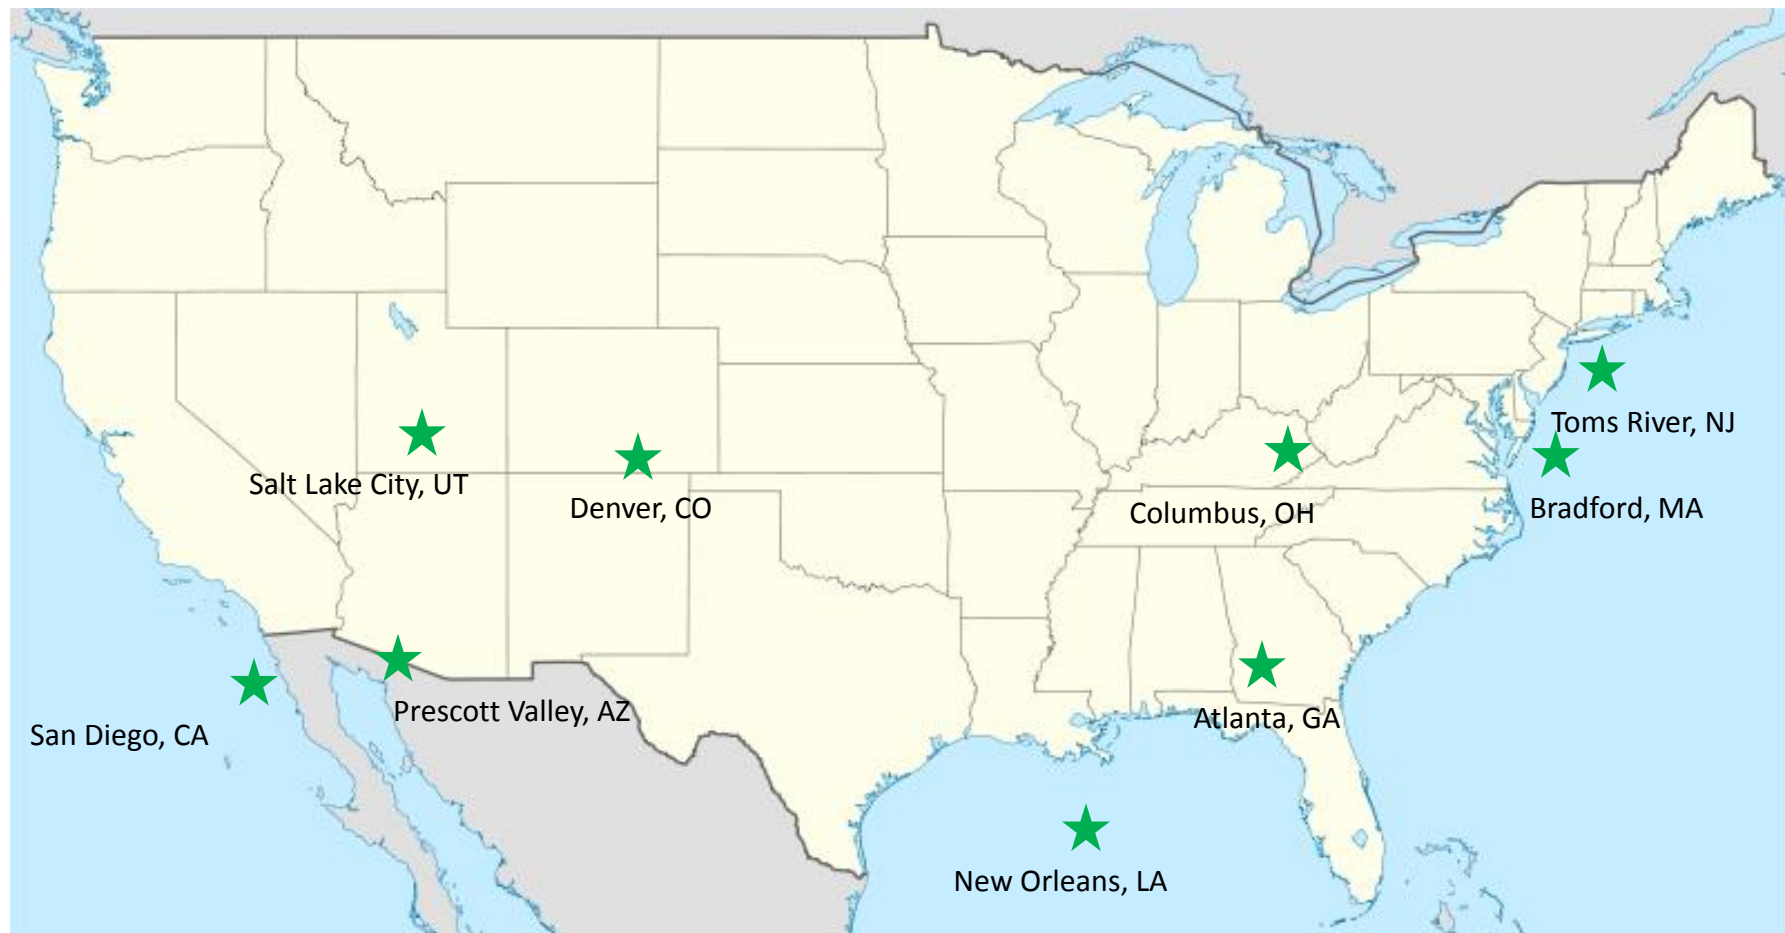 Toms River, NJ
Salt Lake City, UT
Denver, CO
Columbus, OH
Bradford, MA
San Diego, CA
Prescott Valley, AZ
Atlanta, GA
New Orleans, LA